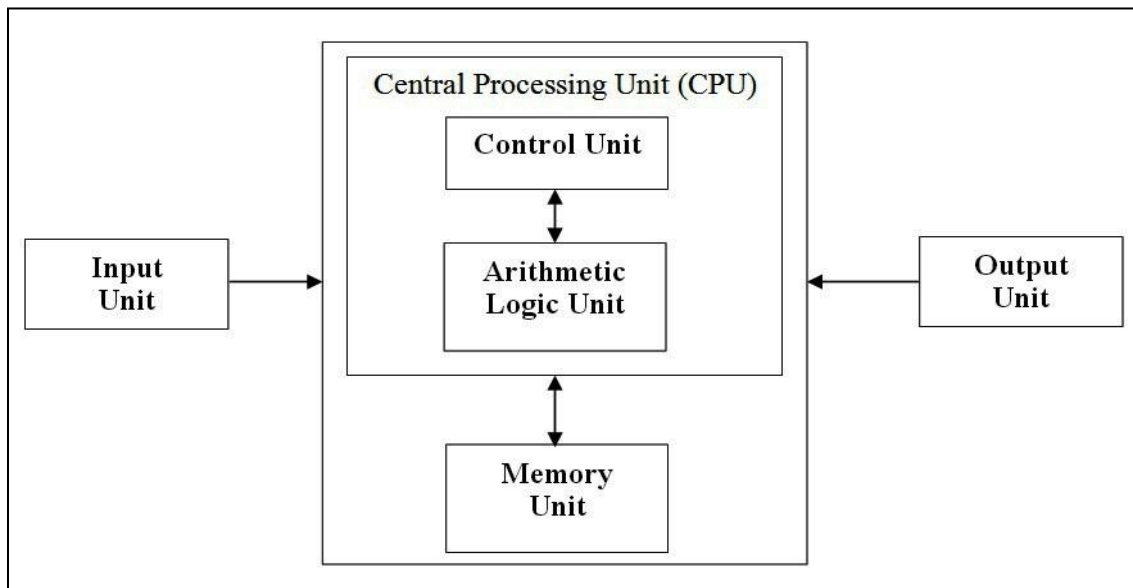 Central Processing Unit (CPU)
Control Unit
Input
Unit
Arithmetic
Logic Unit
Output
Unit
Memory
Unit